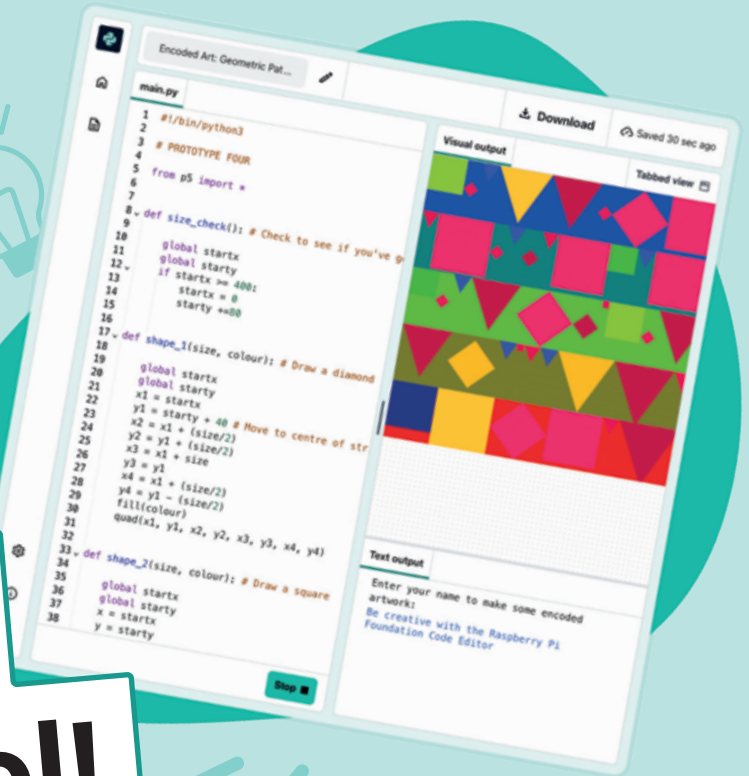 Encoded Art: Geometric Pat...
Download
Saved 30 sec ago
main.py
1 #!/bin/python3
2
3 # PROTOTYPE FOUR
4
5 from p5 import *
6
7
8 def size_check(): # Check to see if you've g
9
10 global startx
11 global starty
12 if startx >= 400:
13 startx = 0
14 starty +=80
15
16
17 def shape_1(size, colour): # Draw a diamond
18
19 global startx
20 global starty
21 x1 = startx
22 y1 = starty + 40 # Move to centre of str
23 x2 = x1 + (size/2)
24 y2 = y1 + (size/2)
25 x3 = x1 + size
26 y3 = y1
27 x4 = x1 + (size/2)
28 y4 = y1 - (size/2)
29 fill(colour)
30 quad(x1, y1, x2, y2, x3, y3, x4, y4)
31
32
33 def shape_2(size, colour): # Draw a square
34
35 global startx
36 global starty
37 x = startx
38 y = starty
Stop
Visual output
Tabbed view
Text output
Enter your name to make some encoded
artwork:
Be creative with the Raspberry Pi
Foundation Code Editor